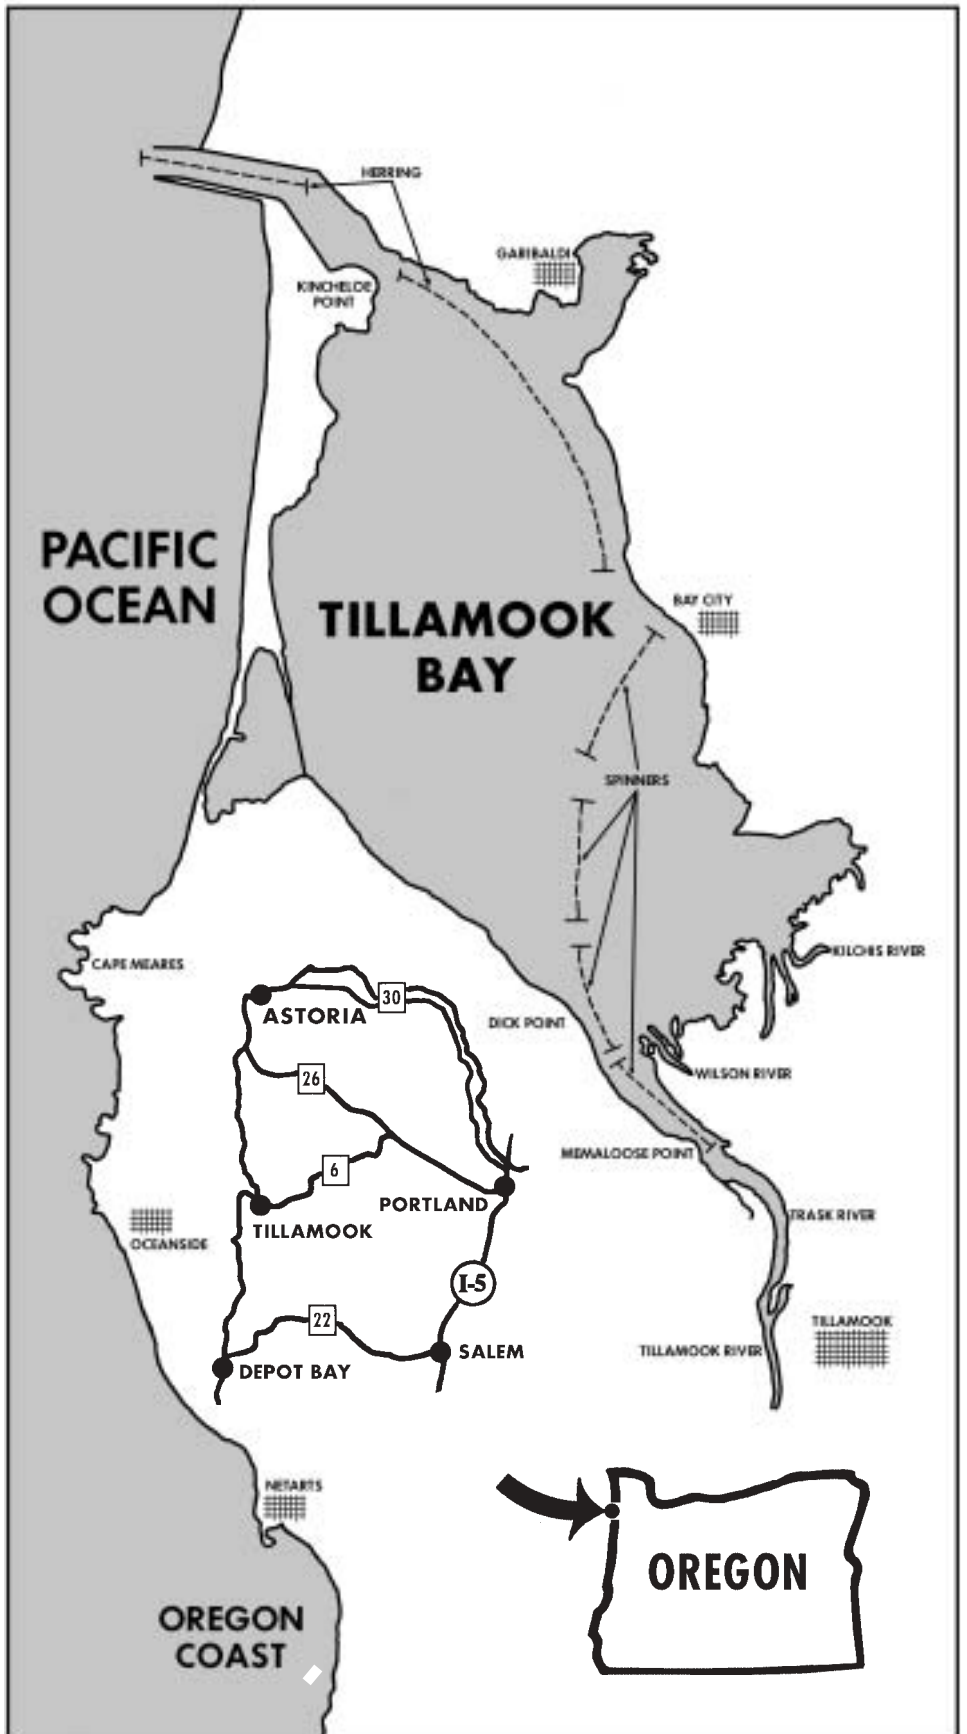 HERRING
GARIBALDI
KINCHELOE
POINT
PACIFIC
OCEAN
TILLAMOOK
BAY
BAY CITY
SPINNERS
CAPE MEARES
KILCHIS RIVER
ASTORIA
30
DICK POINT
26
WILSON RIVER
MEMALOOSE POINT
6
PORTLAND
TILLAMOOK
TRASK RIVER
OCEANSIDE
I-5
22
TILLAMOOK
TILLAMOOK RIVER
SALEM
DEPOT BAY
NETARTS
OREGON
OREGON
COAST